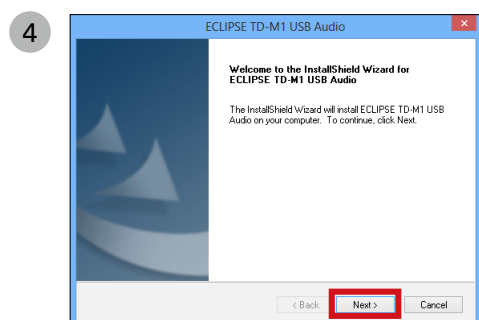 4
ECLIPSE TD-M1 USB Audio
Welcome to the InstallShield Wizard for
ECLIPSE TD-M1 USB Audio
The InstallShield Wizard will install ECLIPSE TD-M1 USB
Audio on your computer. To continue, click Next.
< Back Next > Cancel